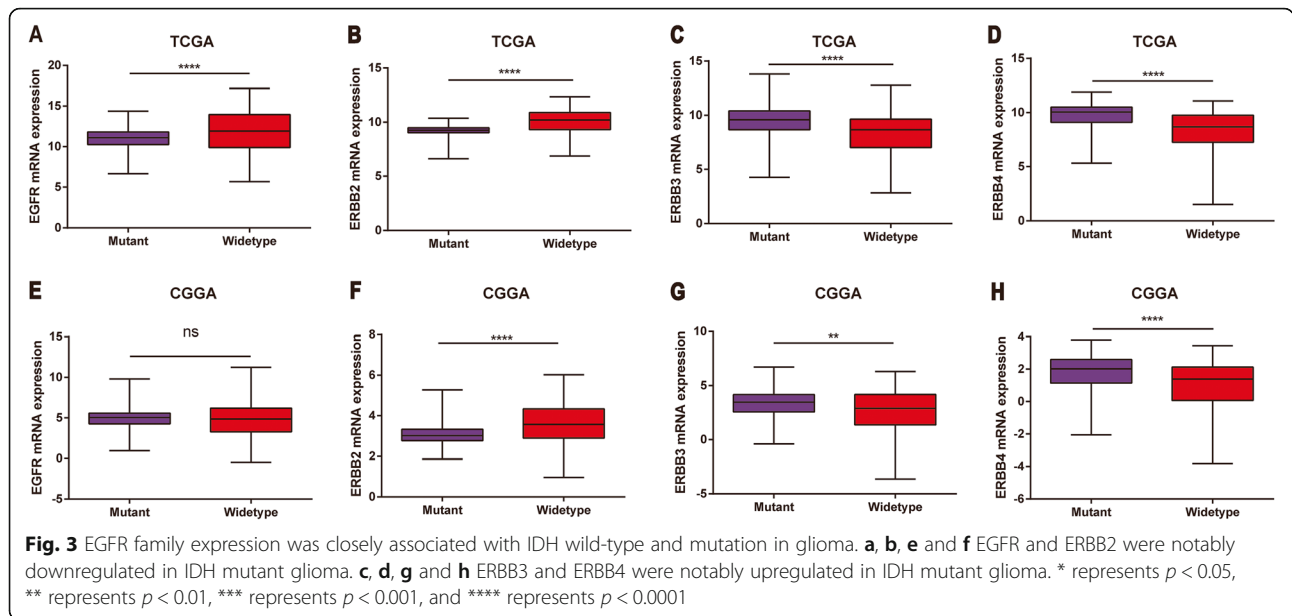 A
TCGA
EGFR mRNA expression
20
15
10
5
0
****
Mutant
Widetype
B
TCGA
ERBB2 mRNA expression
15
10
5
0
****
Mutant
Widetype
C
TCGA
ERBB3 mRNA expression
15
10
5
0
****
Mutant
Widetype
D
TCGA
ERBB4 mRNA expression
15
10
5
0
****
Mutant
Widetype
E
CGGA
EGFR mRNA expression
15
10
5
0
-5
ns
Mutant
Widetype
F
CGGA
ERBB2 mRNA expression
8
6
4
2
0
****
Mutant
Widetype
G
CGGA
ERBB3 mRNA expression
10
5
0
-5
**
Mutant
Widetype
H
CGGA
ERBB4 mRNA expression
4
2
0
-2
-4
-6
****
Mutant
Widetype
Fig. 3 EGFR family expression was closely associated with IDH wild-type and mutation in glioma. a, b, e and f EGFR and ERBB2 were notably
downregulated in IDH mutant glioma. c, d, g and h ERBB3 and ERBB4 were notably upregulated in IDH mutant glioma. * represents p < 0.05,
** represents p < 0.01, *** represents p < 0.001, and **** represents p < 0.0001